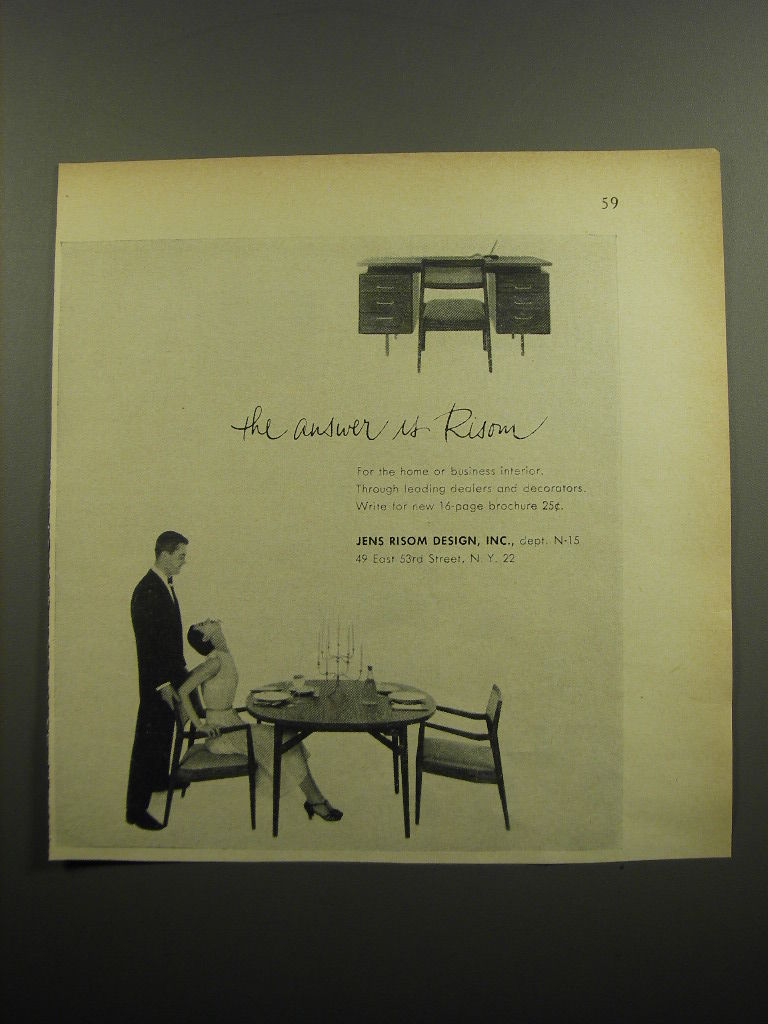 59
the answer is Risom
For the home or business interior.
Through leading dealers and decorators.
Write for new 16-page brochure 25¢.
JENS RISOM DESIGN, INC., dept. N-15
49 East 53rd Street, N. Y. 22